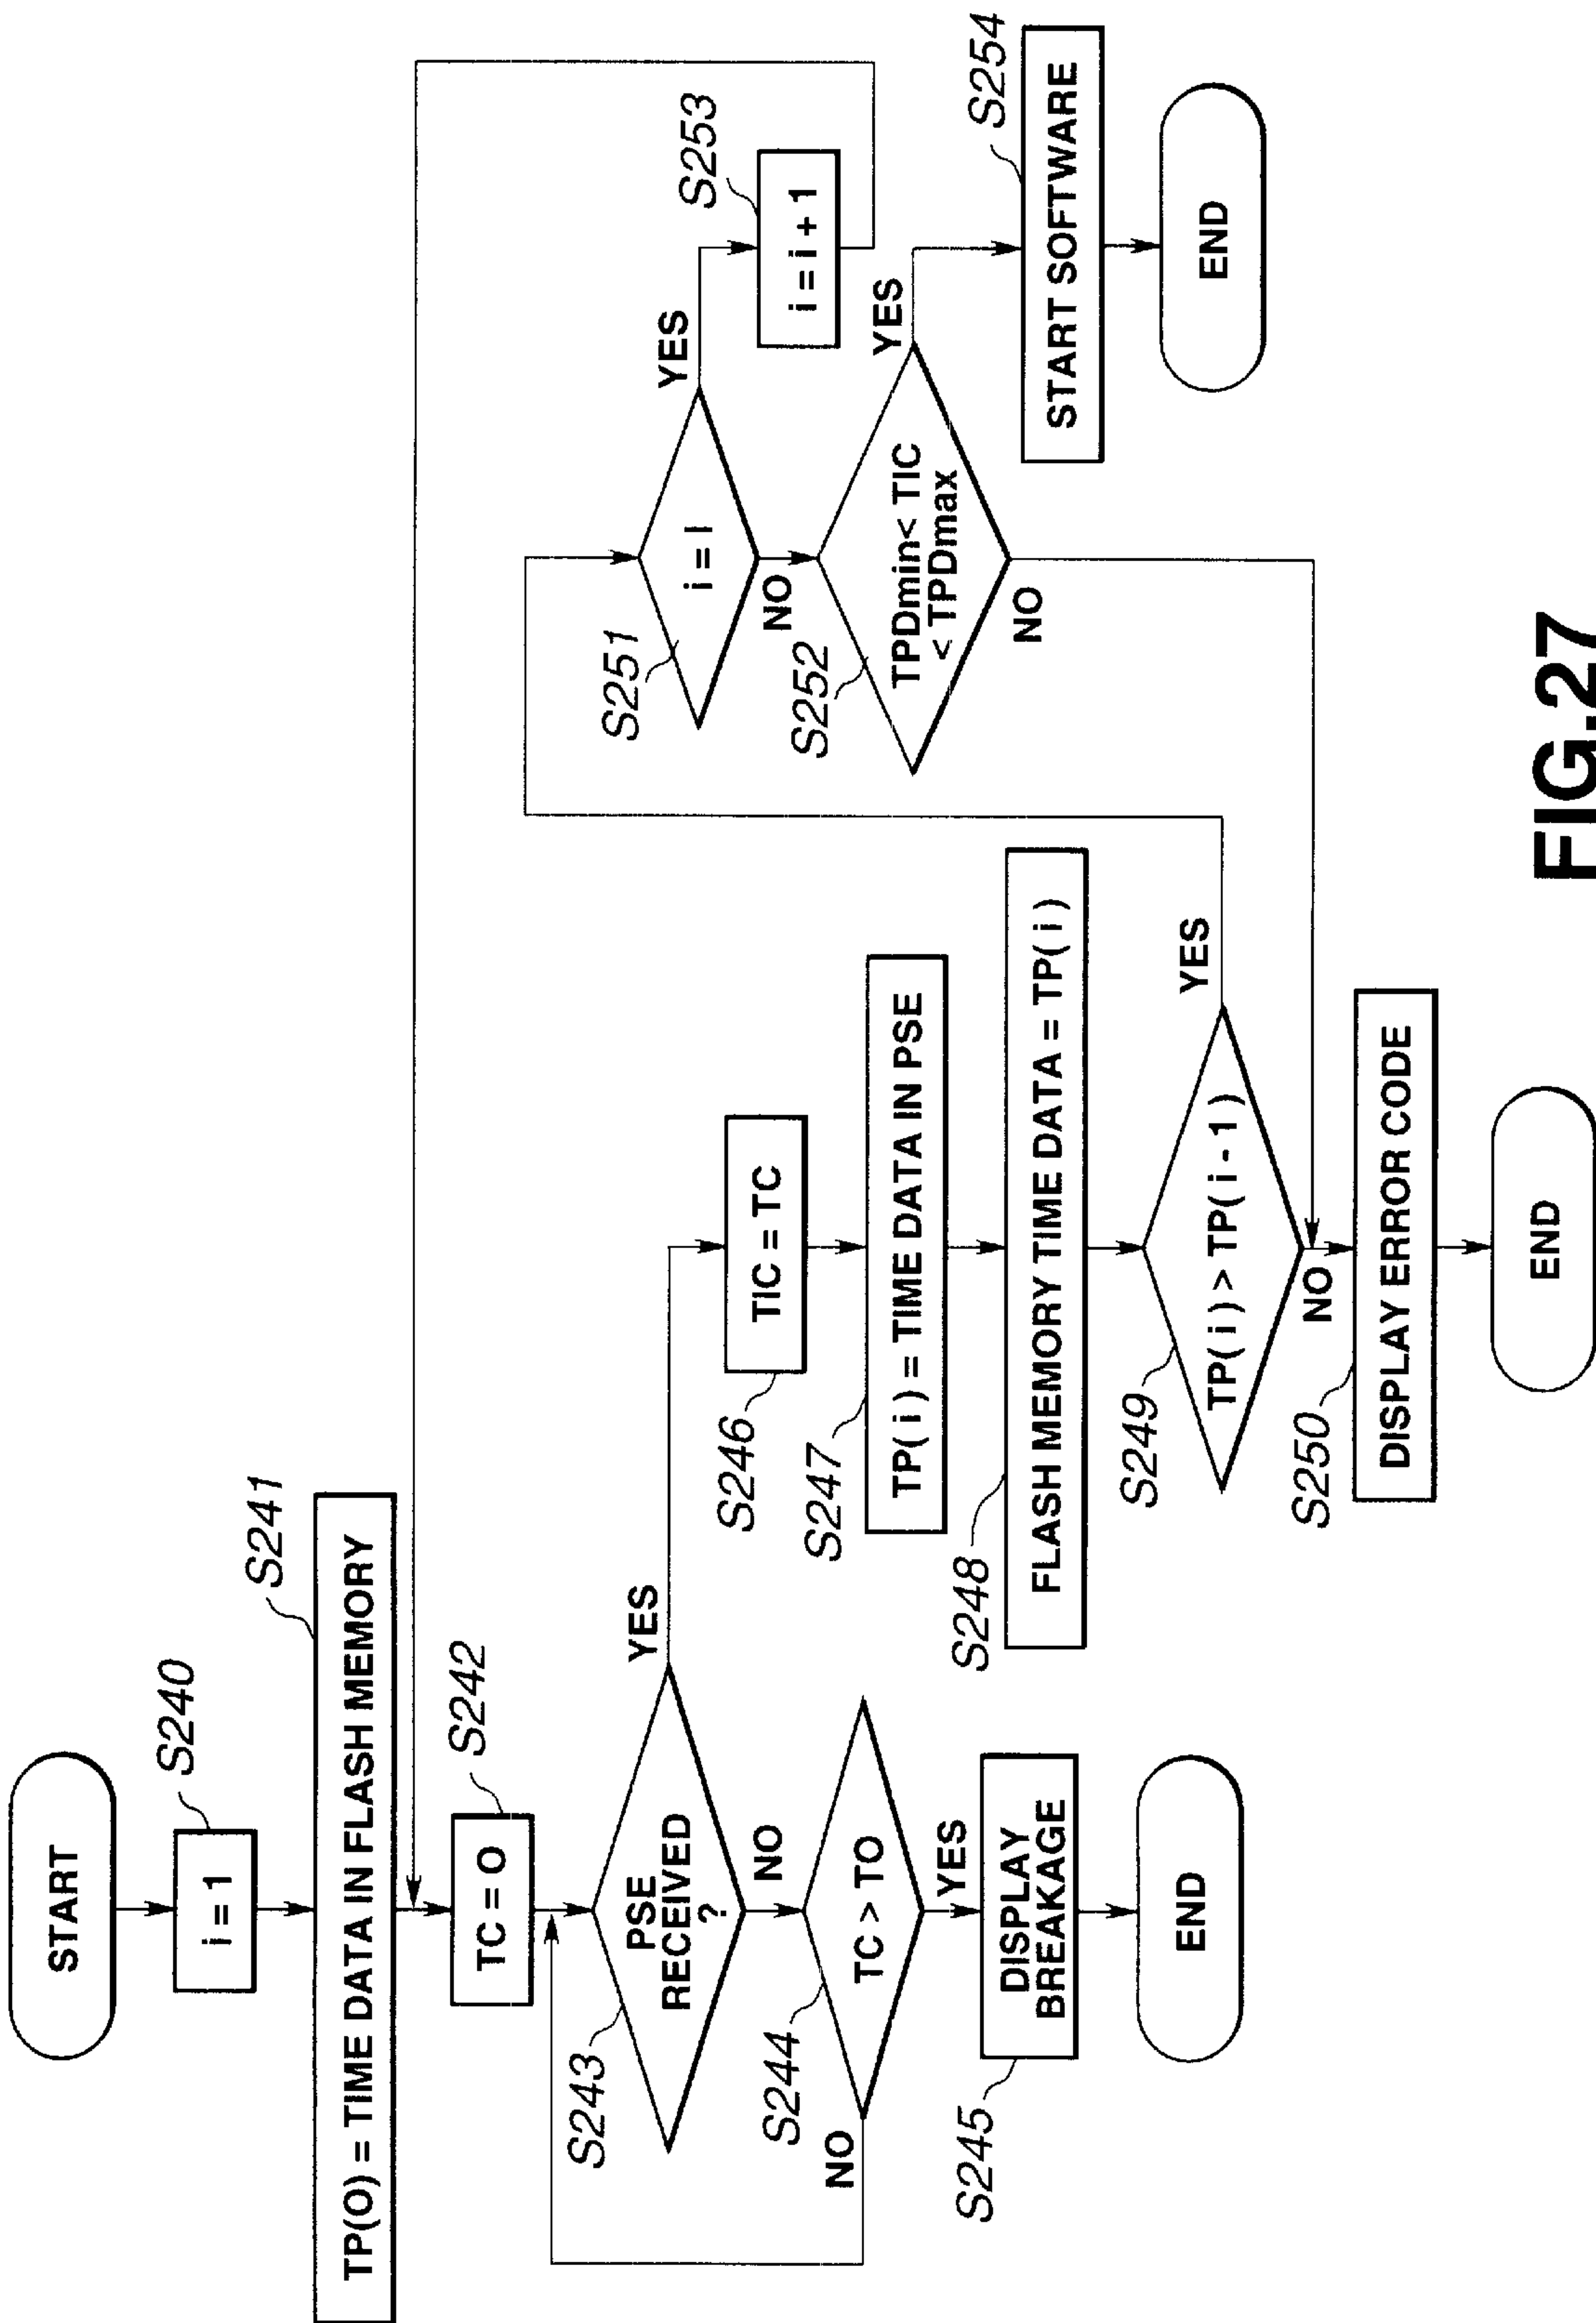 START
S240
i = 1
S241
TP(O) = TIME DATA IN FLASH MEMORY
S242
TC = O
S243
PSE
RECEIVED
?
YES
NO
S244
TC > TO
NO
YES
S245
DISPLAY
BREAKAGE
END
S246
TIC = TC
S247
TP( i ) = TIME DATA IN PSE
S248
FLASH MEMORY TIME DATA = TP( i )
S249
TP( i ) > TP( i - 1 )
YES
NO
S250
DISPLAY ERROR CODE
END
S251
i = I
YES
NO
S253
i = i + 1
S252
TPDmin< TIC
< TPDmax
YES
NO
S254
START SOFTWARE
END
FIG.27